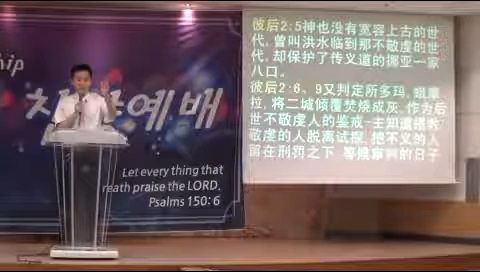 ship
예배
Let every thing that
reath praise the LORD.
Psalms 150:6
彼后2:5神也没有宽容上古的世
代,曾叫洪水临到那不敬虔的世
代,却保护了传义道的挪亚一家
八口。
彼后2:6、9又判定所多玛、蛾摩
拉,将二城倾覆焚烧成灰,作为后
世不敬虔人的鉴戒-主知道搭救
敬虔的人脱离试探,把不义的人
留在刑罚之下,等候审判的日子